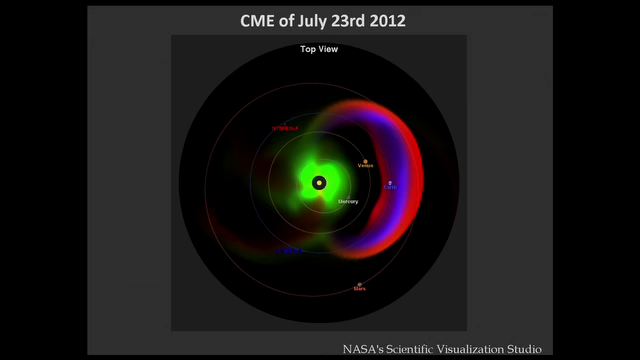 CME of July 23rd 2012
Top View
Venus
Earth
Mercury
Mars
NASA's Scientific Visualization Studio